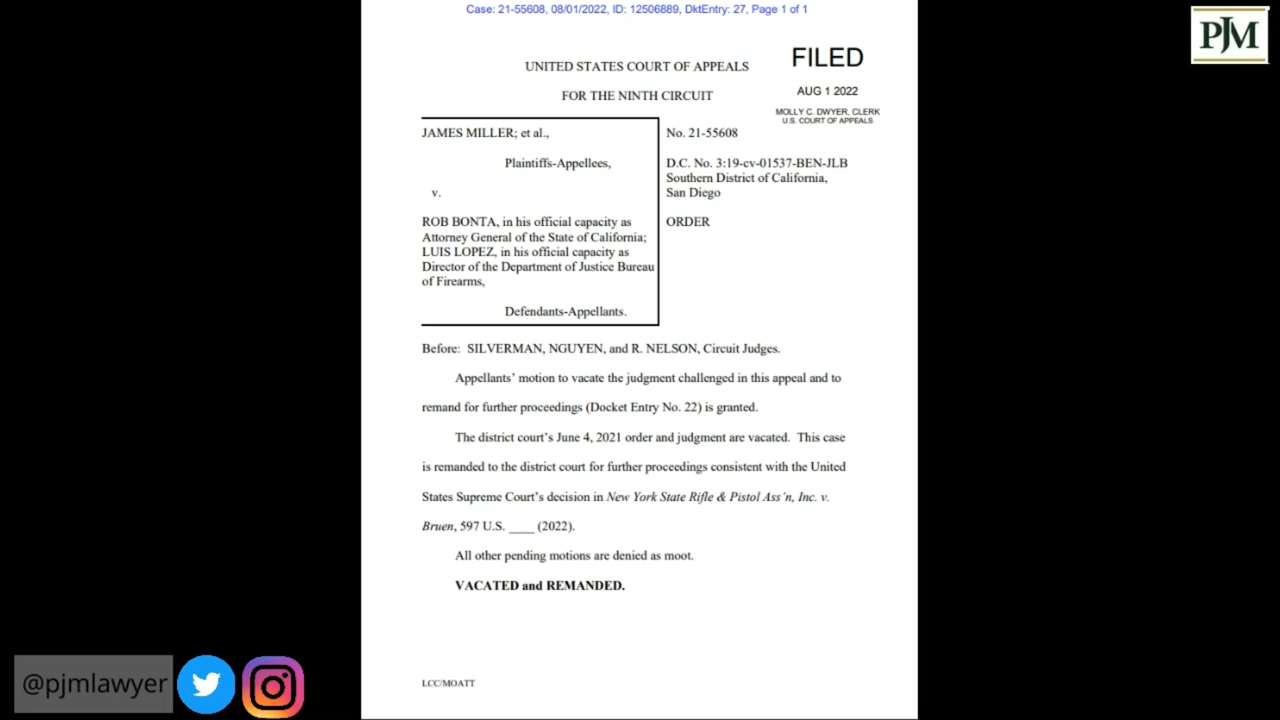 Case: 21-55608, 08/01/2022, ID: 12506889, DktEntry: 27, Page 1 of 1
PJM
FILED
AUG 1 2022
MOLLY C. DWYER, CLERK
U.S. COURT OF APPEALS
UNITED STATES COURT OF APPEALS
FOR THE NINTH CIRCUIT
JAMES MILLER; et al.,
Plaintiffs-Appellees,
v.
ROB BONTA, in his official capacity as
Attorney General of the State of California;
LUIS LOPEZ, in his official capacity as
Director of the Department of Justice Bureau
of Firearms,
Defendants-Appellants.
No. 21-55608
D.C. No. 3:19-cv-01537-BEN-JLB
Southern District of California,
San Diego
ORDER
Before: SILVERMAN, NGUYEN, and R. NELSON, Circuit Judges.
Appellants’ motion to vacate the judgment challenged in this appeal and to
remand for further proceedings (Docket Entry No. 22) is granted.
The district court’s June 4, 2021 order and judgment are vacated. This case
is remanded to the district court for further proceedings consistent with the United
States Supreme Court’s decision in New York State Rifle & Pistol Ass’n, Inc. v.
Bruen, 597 U.S. ____ (2022).
All other pending motions are denied as moot.
VACATED and REMANDED.
LCC/MOATT
@pjmlawyer